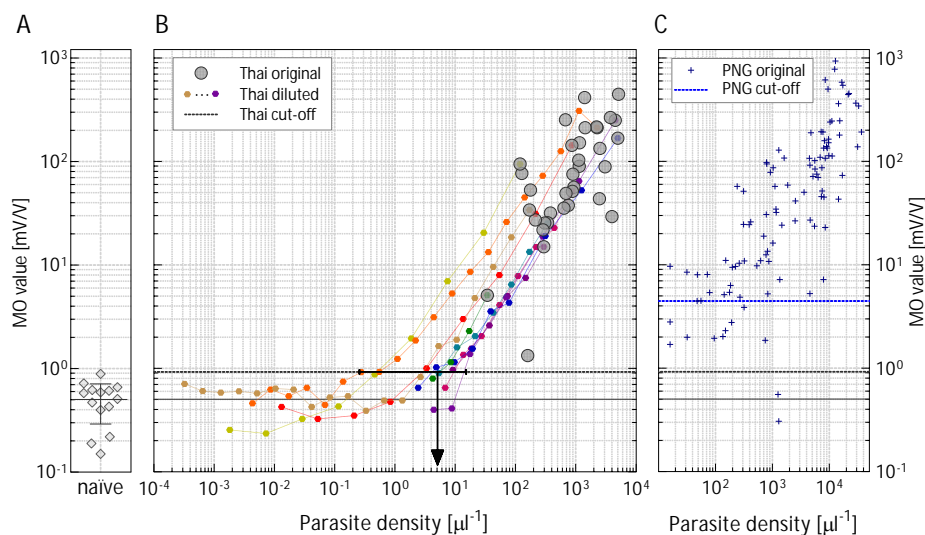 A
B
C
MO value [mV/V]
10³
10²
10¹
10⁰
10⁻¹
naïve
Thai original
Thai diluted
Thai cut-off
10⁻⁴ 10⁻³ 10⁻² 10⁻¹ 10⁰ 10¹ 10² 10³ 10⁴
Parasite density [µl⁻¹]
PNG original
PNG cut-off
10² 10³ 10⁴
Parasite density [µl⁻¹]
10³
10²
10¹
10⁰
10⁻¹
MO value [mV/V]